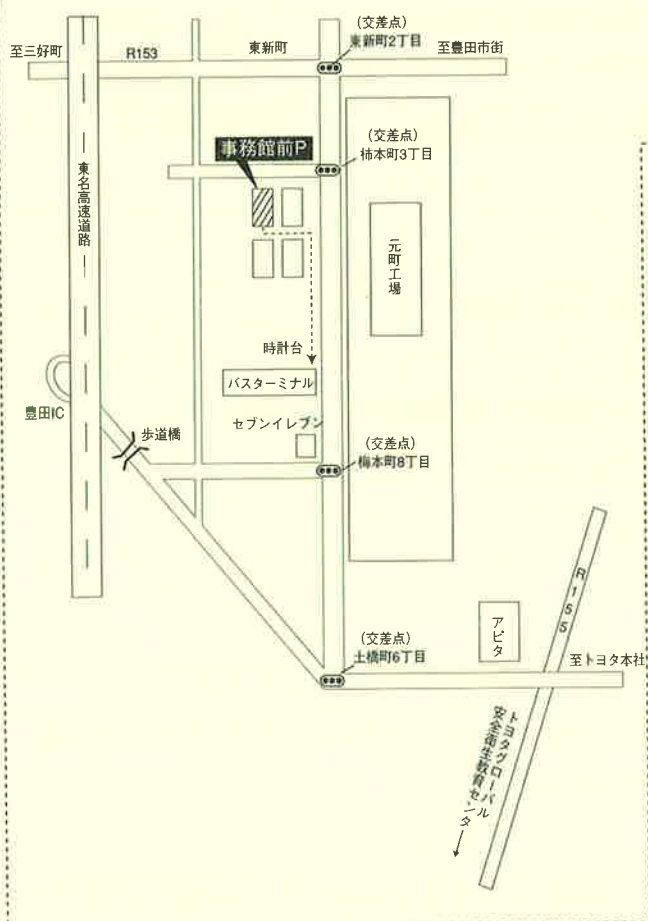 (交差点)
東新町2丁目
至三好町
R153
東新町
至豊田市街
(交差点)
柿本町3丁目
事務館前P
東名高速道路
元町工場
時計台
バスターミナル
豊田IC
セブンイレブン
歩道橋
(交差点)
梅本町8丁目
R155
アピタ
(交差点)
土橋町6丁目
至トヨタ本社
トヨタグローバル
安全衛生教育センタ